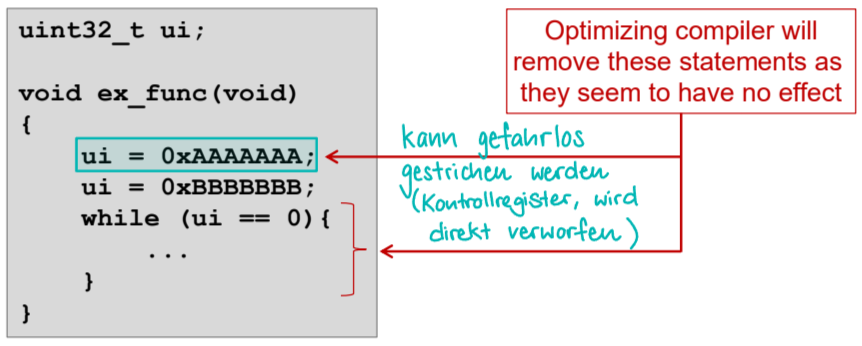 uint32_t ui;
void ex_func(void)
{
ui = 0xAAAAAAA;
ui = 0xBBBBBBB;
while (ui == 0){
...
}
}
Optimizing compiler will
remove these statements as
they seem to have no effect
kann gefahrlos
gestrichen werden
(Kontrollregister, wird
direkt verworfen)